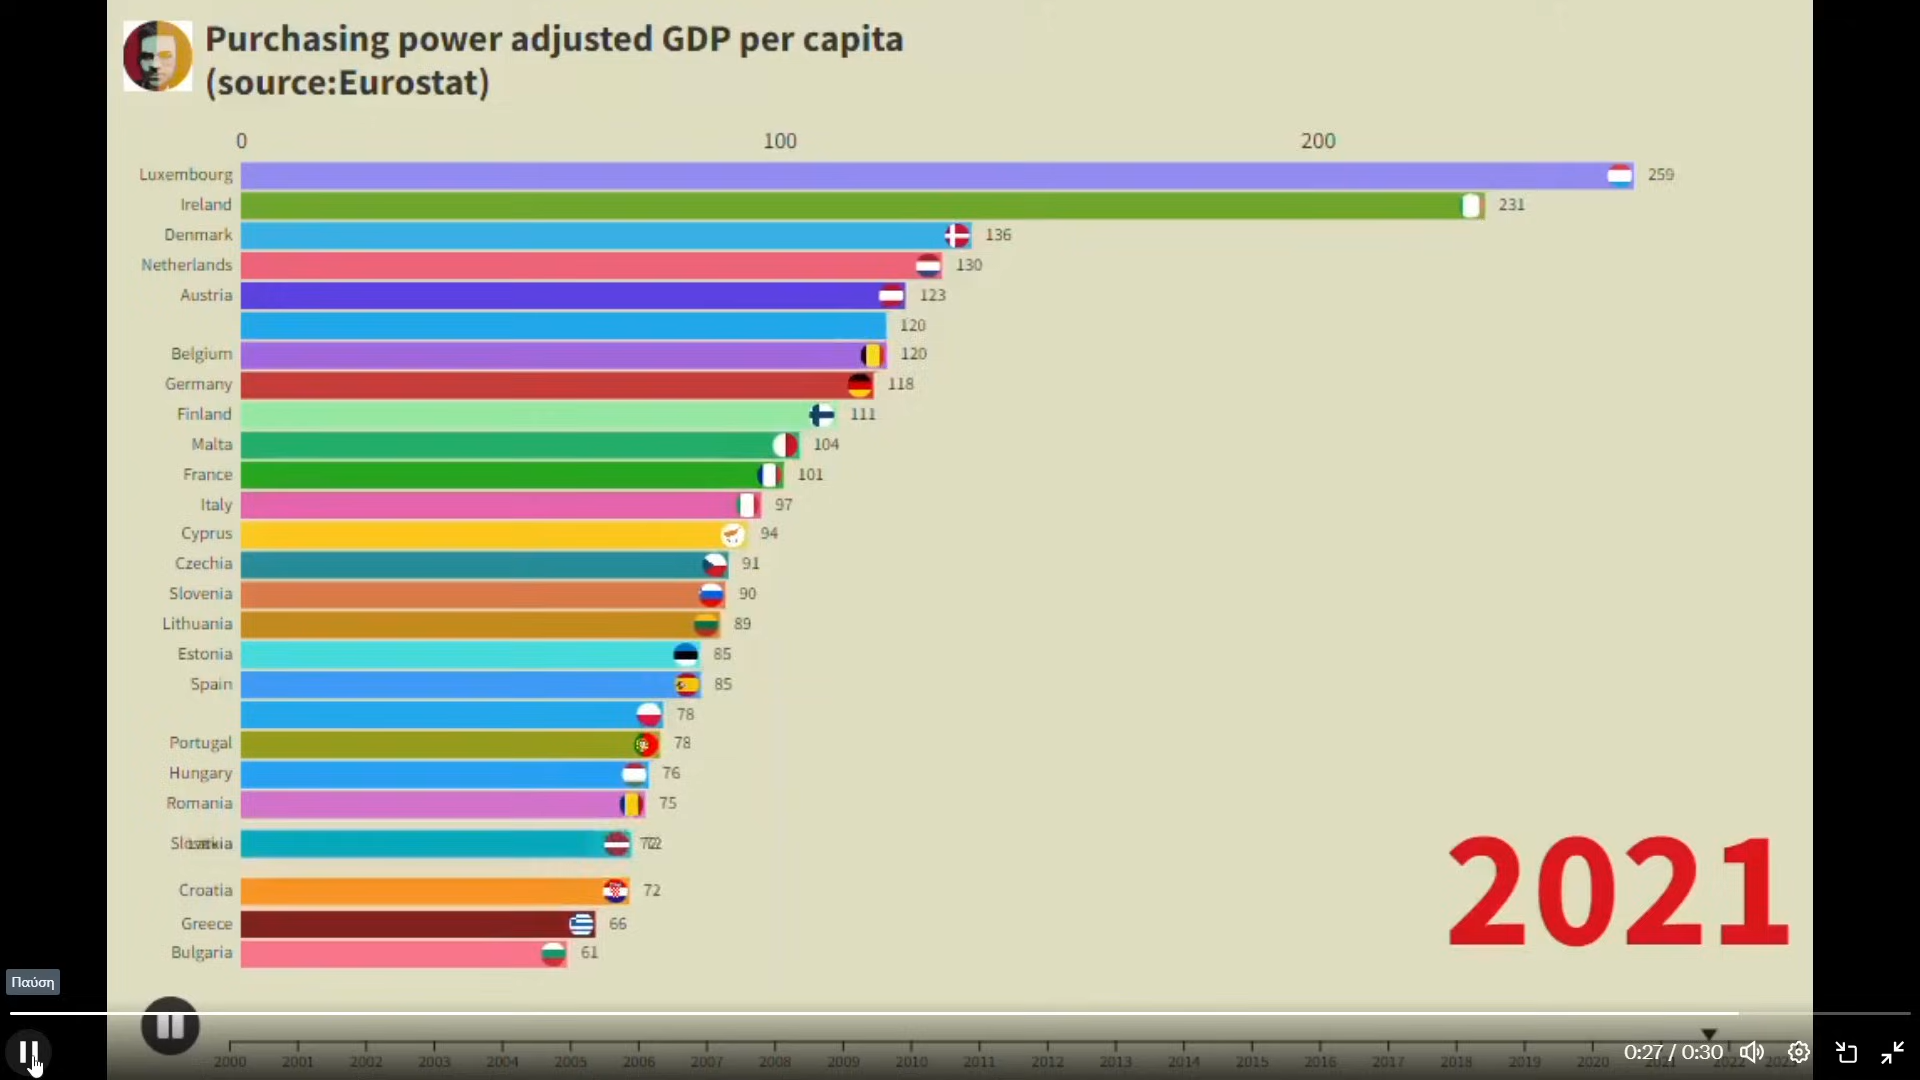 Purchasing power adjusted GDP per capita
(source:Eurostat)
0 100 200
Luxembourg 259
Ireland 231
Denmark 136
Netherlands 130
Austria 123
120
Belgium 120
Germany 118
Finland 111
Malta 104
France 101
Italy 97
Cyprus 94
Czechia 91
Slovenia 90
Lithuania 89
Estonia 85
Spain 85
78
Portugal 78
Hungary 76
Romania 75
Croatia 72
Greece 66
Bulgaria 61
2021
Παύση
0:27 / 0:30
2000 2001 2002 2003 2004 2005 2006 2007 2008 2009 2010 2011 2012 2013 2014 2015 2016 2017 2018 2019 2020 2021 2022